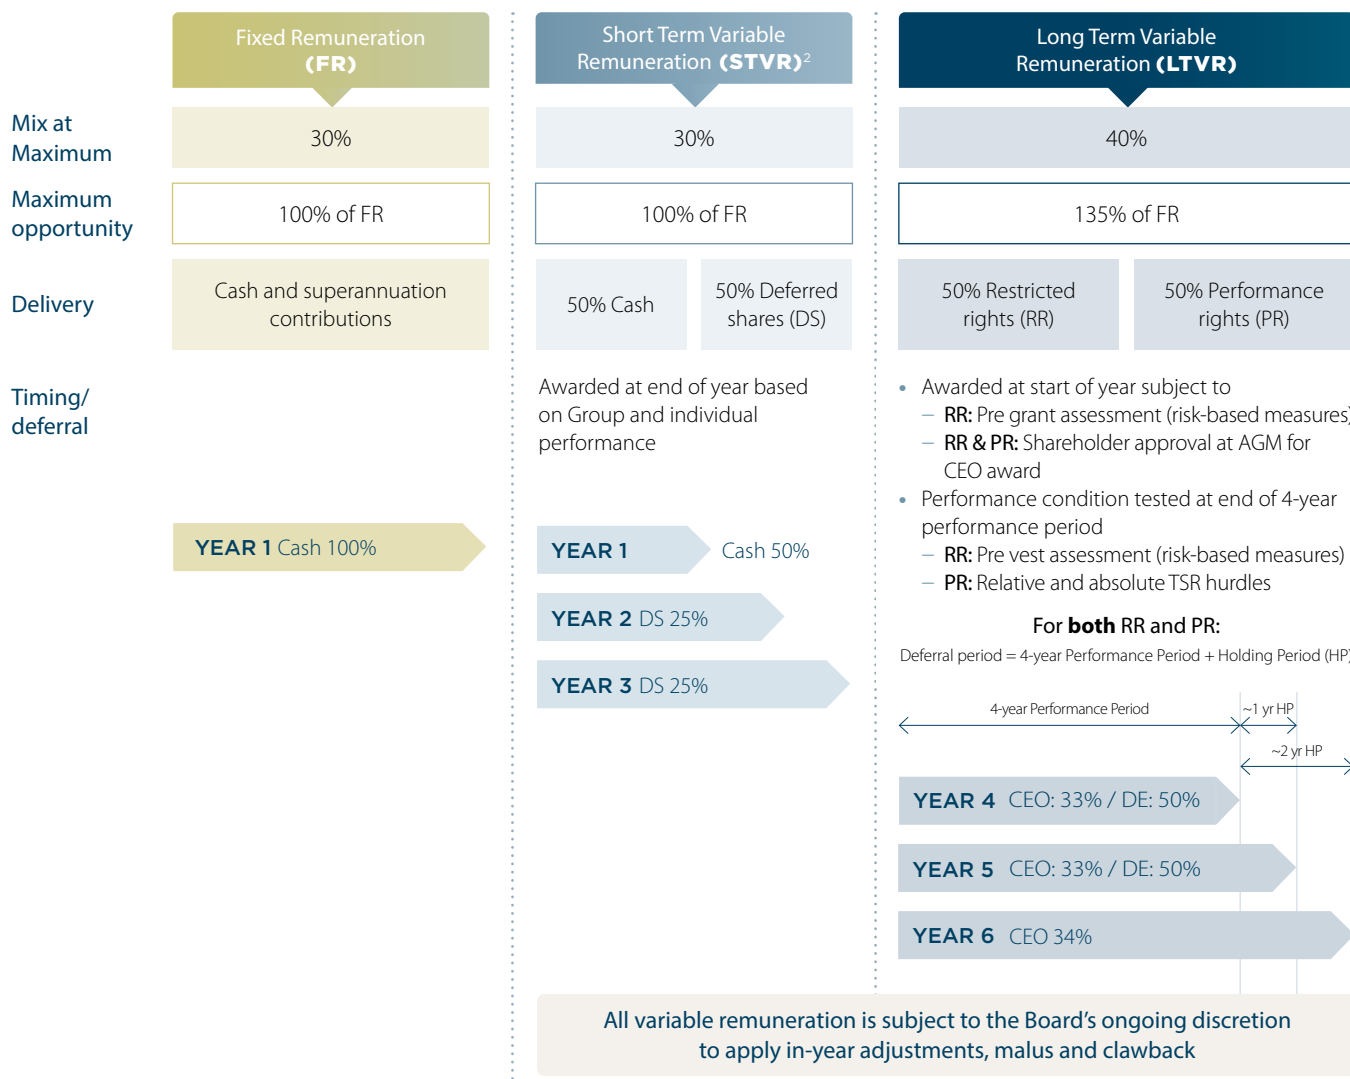 Fixed Remuneration
(FR)
Short Term Variable
Remuneration (STVR)2
Long Term Variable
Remuneration (LTVR)
Mix at
Maximum
30%
30%
40%
Maximum
opportunity
100% of FR
100% of FR
135% of FR
Delivery
Cash and superannuation
contributions
50% Cash
50% Deferred
shares (DS)
50% Restricted
rights (RR)
50% Performance
rights (PR)
Timing/
deferral
YEAR 1 Cash 100%
Awarded at end of year based
on Group and individual
performance
YEAR 1 Cash 50%
YEAR 2 DS 25%
YEAR 3 DS 25%
• Awarded at start of year subject to
– RR: Pre grant assessment (risk-based measures)
– RR & PR: Shareholder approval at AGM for
CEO award
• Performance condition tested at end of 4-year
performance period
– RR: Pre vest assessment (risk-based measures)
– PR: Relative and absolute TSR hurdles
For both RR and PR:
Deferral period = 4-year Performance Period + Holding Period (HP)
4-year Performance Period
~1 yr HP
~2 yr HP
YEAR 4 CEO: 33% / DE: 50%
YEAR 5 CEO: 33% / DE: 50%
YEAR 6 CEO 34%
All variable remuneration is subject to the Board's ongoing discretion
to apply in-year adjustments, malus and clawback